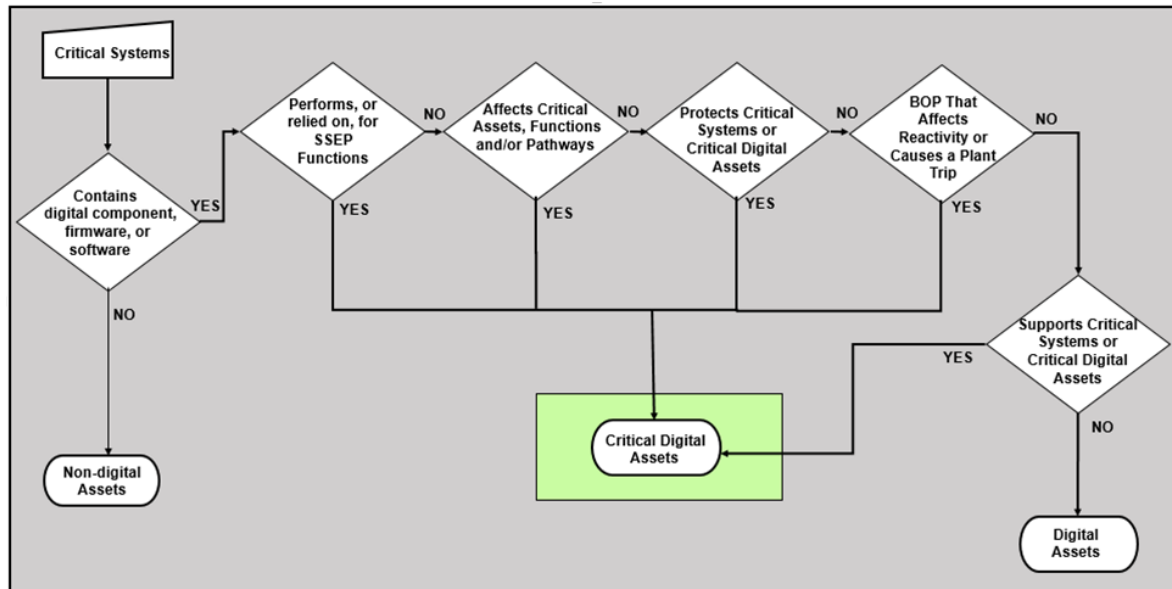 Critical Systems
Contains
digital component,
firmware, or
software
YES
NO
Non-digital
Assets
Performs, or
relied on, for
SSEP
Functions
NO
YES
Affects Critical
Assets, Functions
and/or Pathways
NO
YES
Protects Critical
Systems or
Critical Digital
Assets
NO
YES
BOP That
Affects
Reactivity or
Causes a Plant
Trip
NO
YES
Supports Critical
Systems or
Critical Digital
Assets
YES
NO
Critical Digital
Assets
Digital
Assets